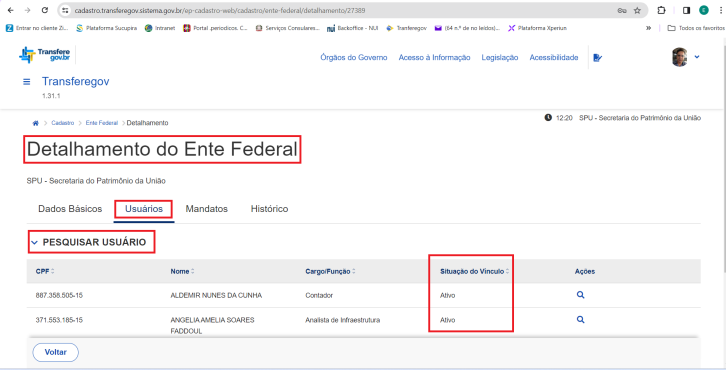 cadastro.transferegov.sistema.gov.br/ep-cadastro-web/cadastro/ente-federal/detalhamento/27389
Entrar no cliente Zi... Plataforma Sucupira Intranet Portal .periodicos. C... Serviços Consulares... nuj Backoffice - NUI Tranferegov (64 n.º de no leídos)... Plataforma Xperiun » Todos os favoritos
Transfere gov.br Órgãos do Governo Acesso à Informação Legislação Acessibilidade
Transferegov
1.31.1
> Cadastro > Ente Federal > Detalhamento 12:20 SPU - Secretaria do Patrimônio da União
Detalhamento do Ente Federal
SPU - Secretaria do Patrimônio da União
Dados Básicos Usuários Mandatos Histórico
PESQUISAR USUÁRIO
CPF Nome Cargo/Função Situação do Vínculo Ações
887.358.505-15 ALDEMIR NUNES DA CUNHA Contador Ativo
371.553.185-15 ANGELIA AMELIA SOARES FADDOUL Analista de Infraestrutura Ativo
Voltar